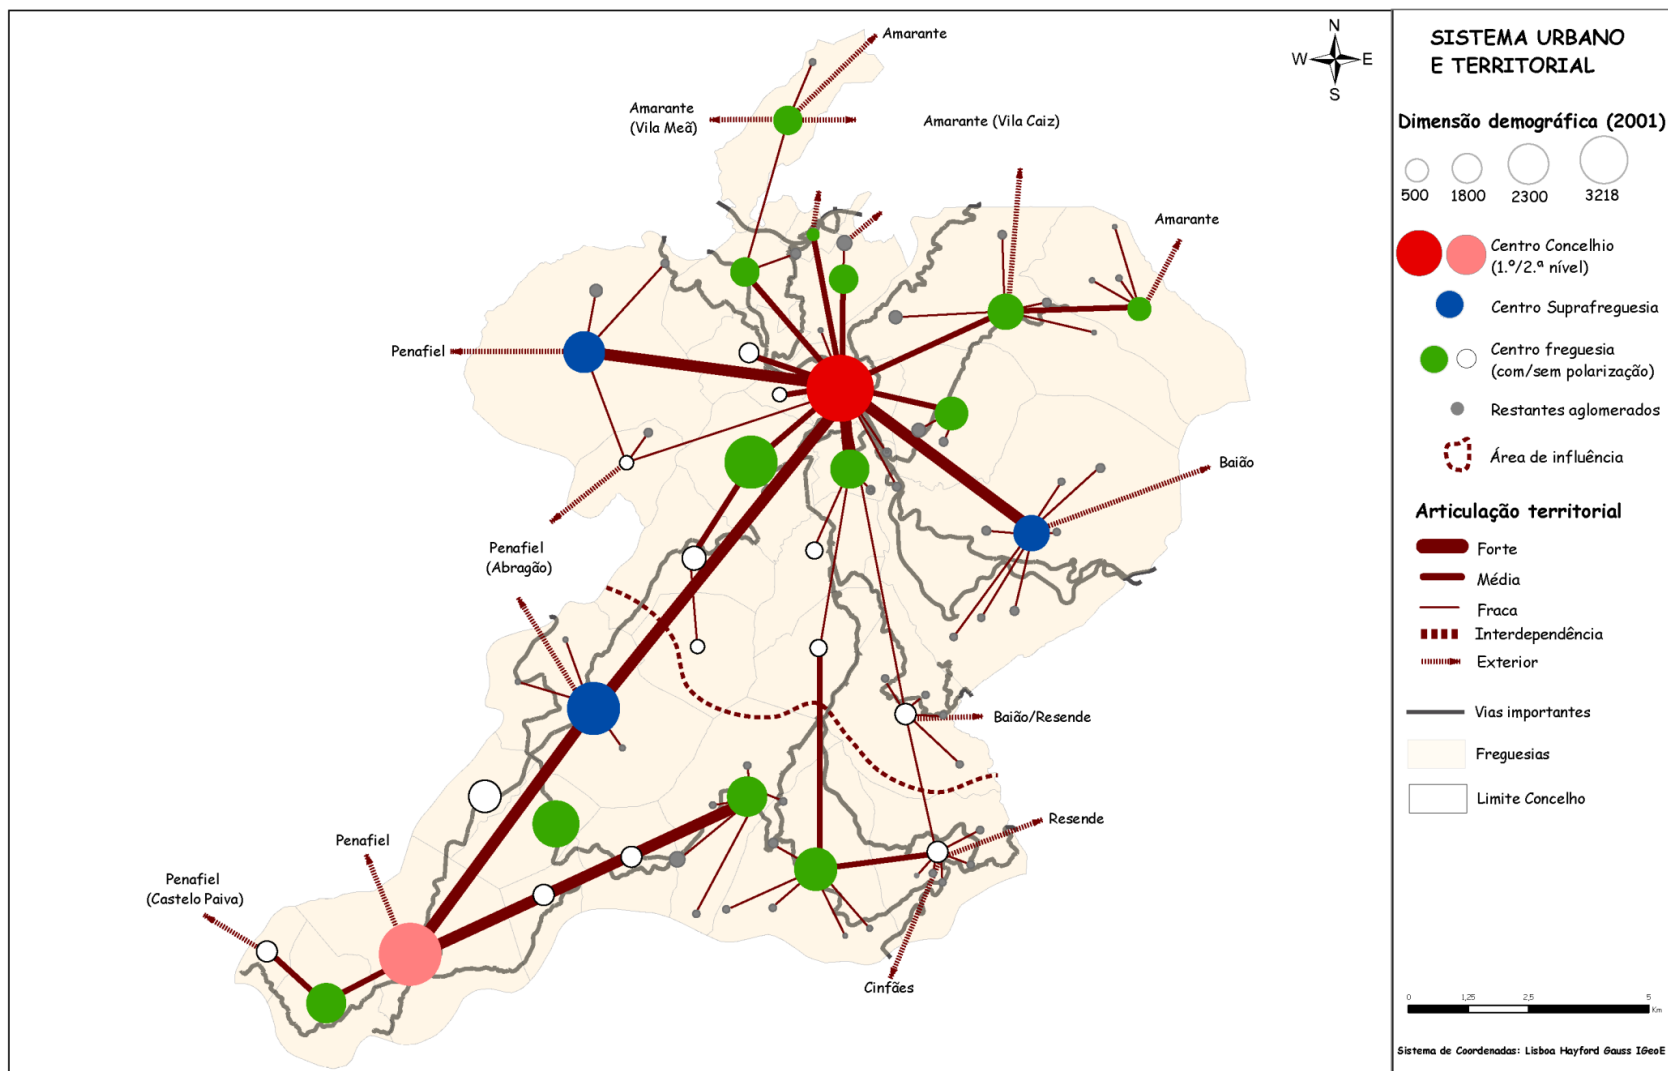 Amarante
Amarante
(Vila Meã)
Amarante (Vila Caiz)
Amarante
Penafiel
Baião
Penafiel
(Abragão)
Baião/Resende
Resende
Penafiel
Penafiel
(Castelo Paiva)
Cinfães
N
W
E
S
SISTEMA URBANO
E TERRITORIAL
Dimensão demográfica (2001)
500
1800
2300
3218
Centro Concelhio
(1.º/2.º nível)
Centro Suprafreguesia
Centro freguesia
(com/sem polarização)
Restantes aglomerados
Área de influência
Articulação territorial
Forte
Média
Fraca
Interdependência
Exterior
Vias importantes
Freguesias
Limite Concelho
0 1,25 2,5 5
Km
Sistema de Coordenadas: Lisboa Hayford Gauss IGeoE